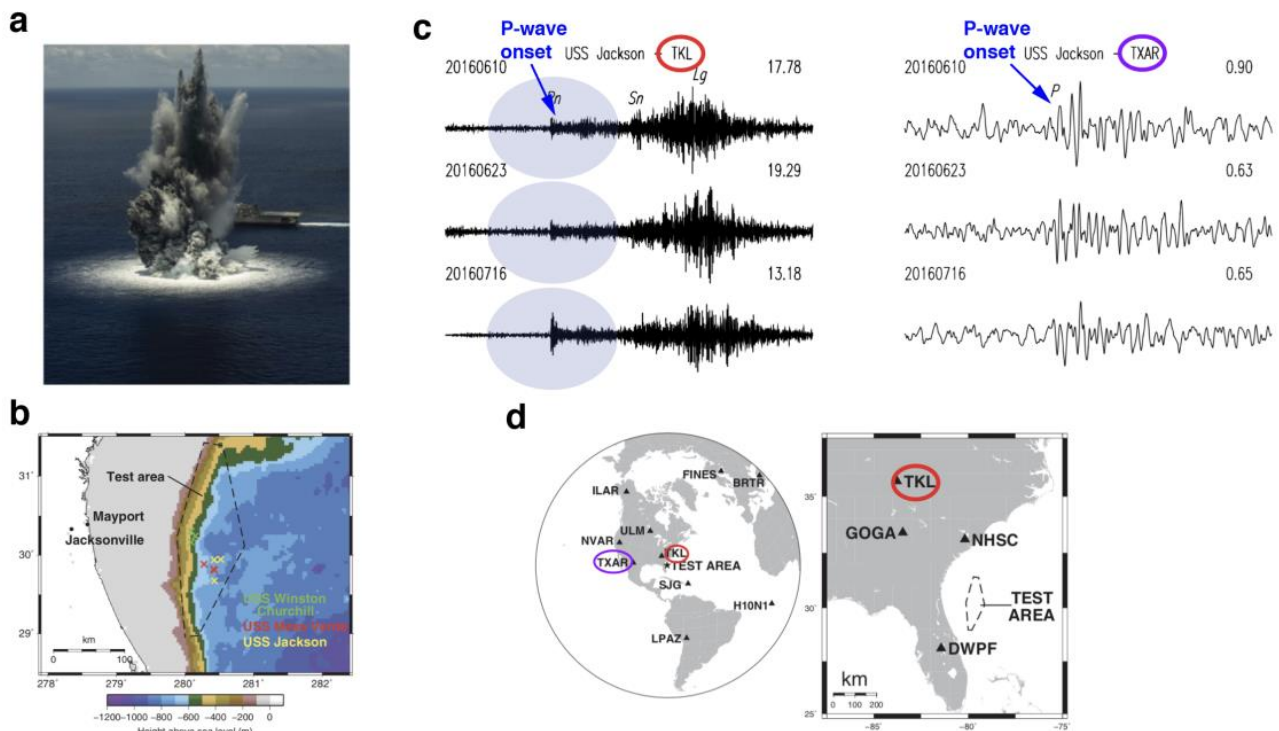 a
b
Test area
Mayport
Jacksonville
USS Winston
Churchill
USS Jackson
km
0 100
31˚
30˚
29˚
278˚ 279˚ 280˚ 281˚ 282˚
−1200−1000 −800 −600 −400 −200 0
Height above sea level (m)
c
P-wave
onset
USS Jackson - TKL
20160610 17.78
Pn Sn Lg
20160623 19.29
20160716 13.18
P-wave
onset
USS Jackson - TXAR
20160610 0.90
P
20160623 0.63
20160716 0.65
d
FINES
BRTR
ILAR
ULM
NVAR
TKL
TXAR
TEST AREA
SJG
H10N1
LPAZ
TKL
GOGA
NHSC
TEST
AREA
DWPF
km
0 100 200
35˚
30˚
25˚
−85˚ −80˚ −75˚